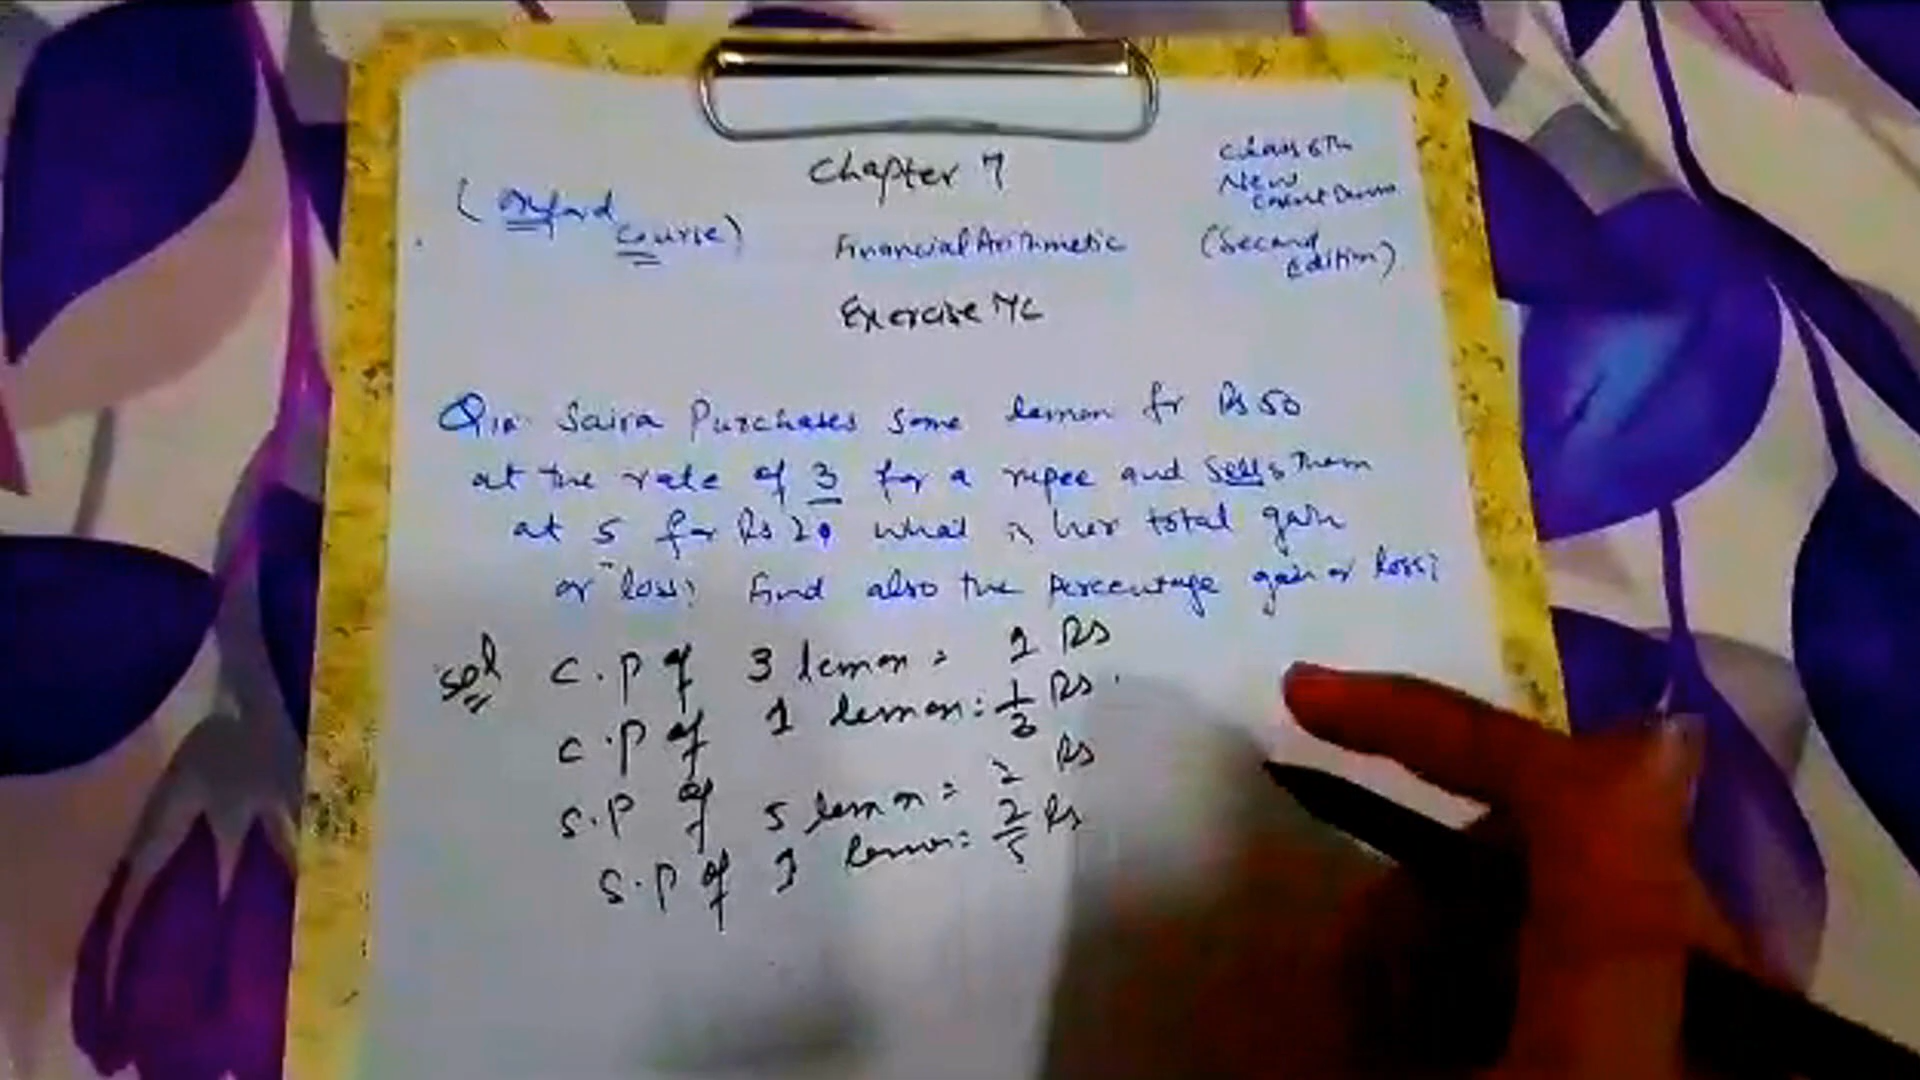 Chapter 7
Class 6th
New
(Oxford
course)
Financial Arithmetic
(Second
Edition)
Exercise 7C
Q10. Saira Purchases some lemon for Rs 50
at the rate of 3 for a rupee and sells them
at 5 for Rs 2. what is her total gain
or loss? Find also the percentage gain or loss?
Sol C.P of 3 lemon = 1 Rs
C.P of 1 lemon = 1/3 Rs.
S.P of 5 lemon = 2 Rs
S.P of 1 lemon = 2/5 Rs